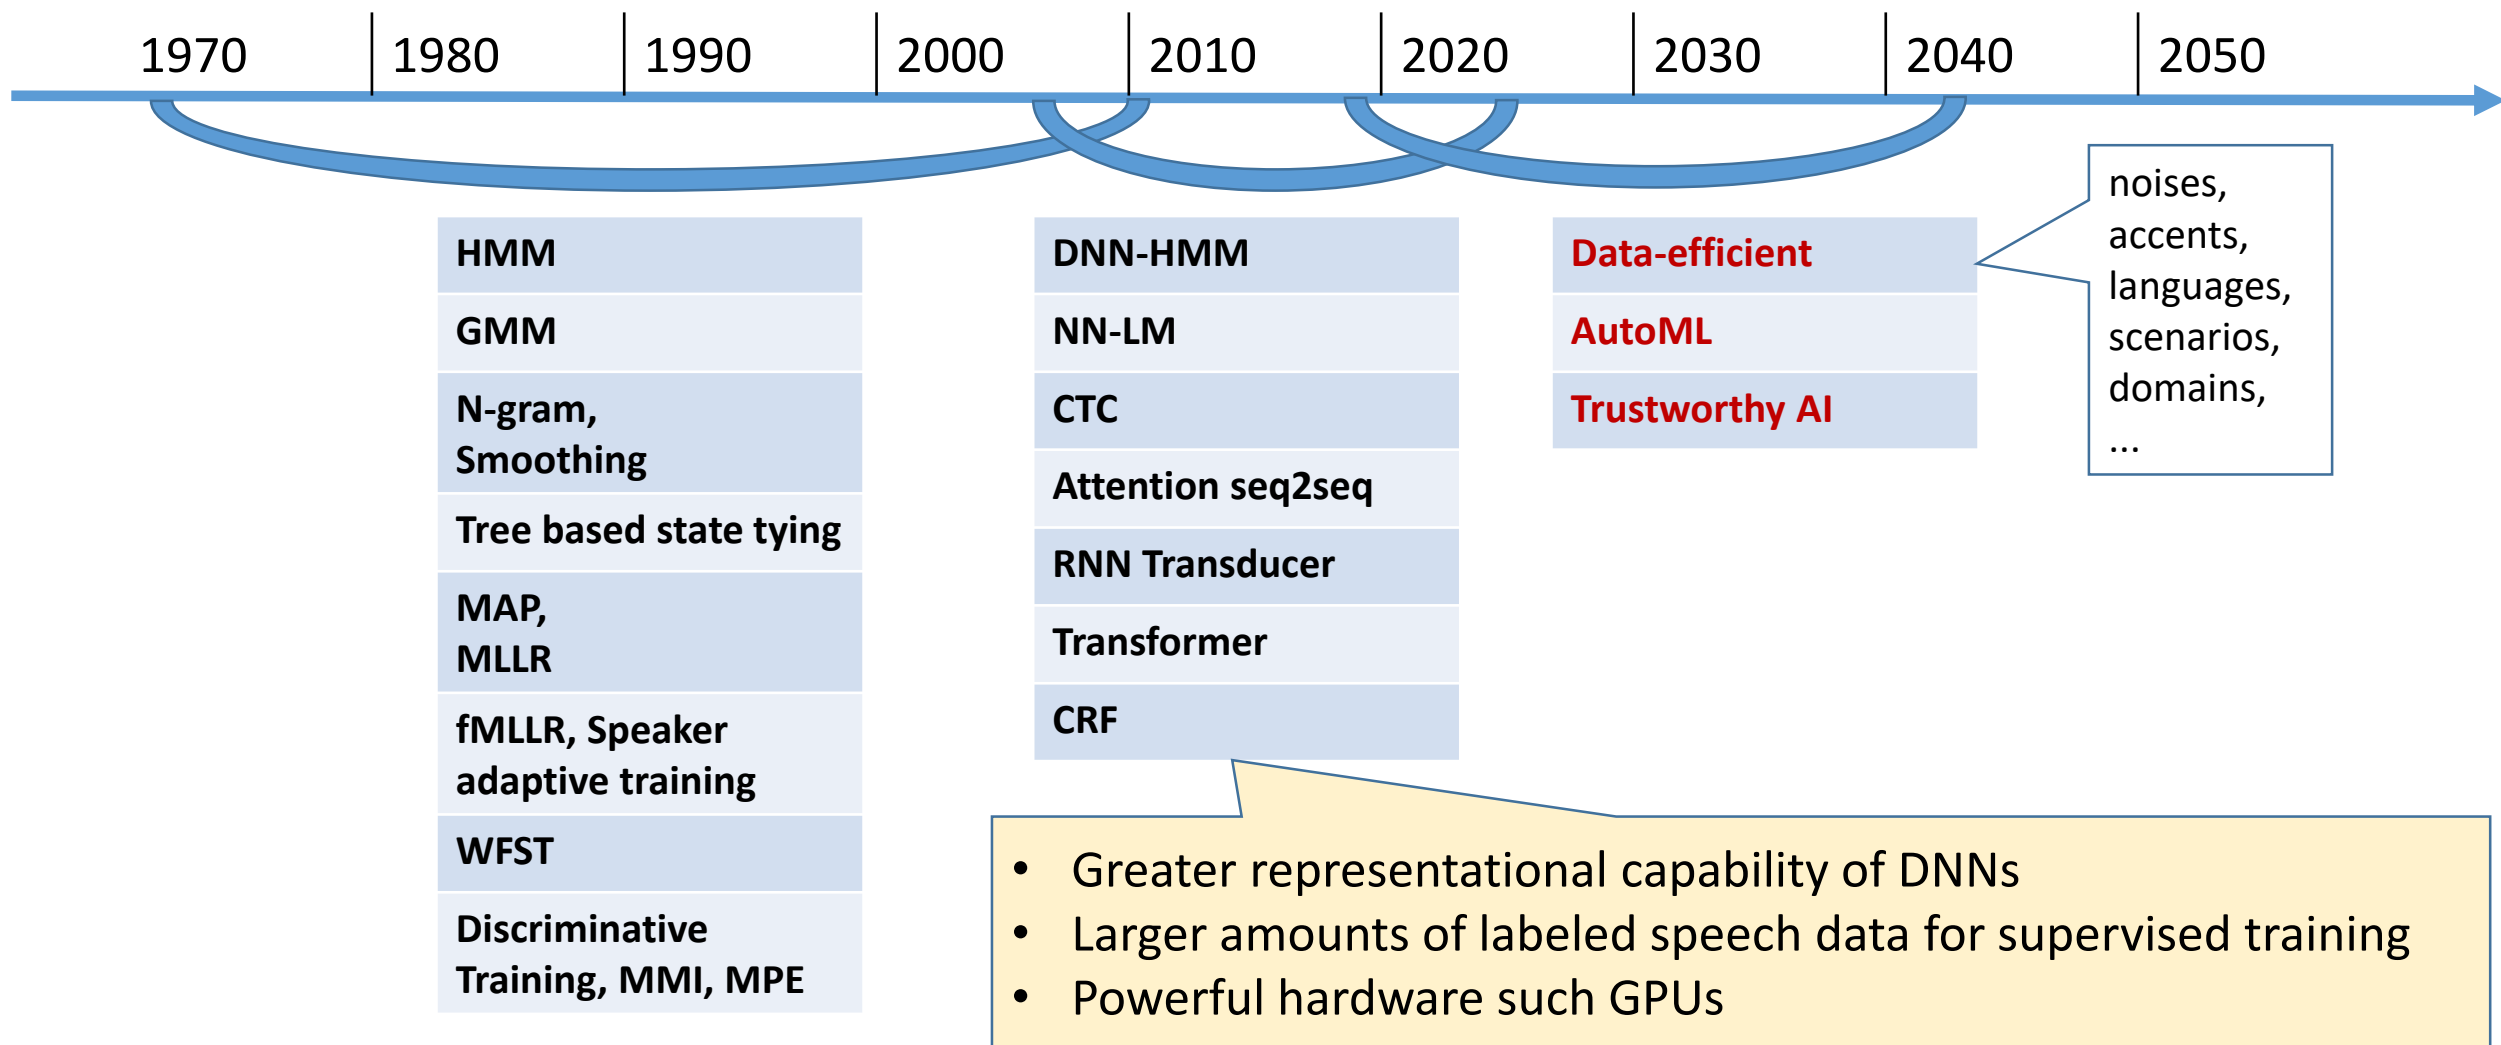 1970 1980 1990 2000 2010 2020 2030 2040 2050
HMM
GMM
N-gram,
Smoothing
Tree based state tying
MAP,
MLLR
fMLLR, Speaker
adaptive training
WFST
Discriminative
Training, MMI, MPE
DNN-HMM
NN-LM
CTC
Attention seq2seq
RNN Transducer
Transformer
CRF
Data-efficient
AutoML
Trustworthy AI
noises,
accents,
languages,
scenarios,
domains,
...
• Greater representational capability of DNNs
• Larger amounts of labeled speech data for supervised training
• Powerful hardware such GPUs